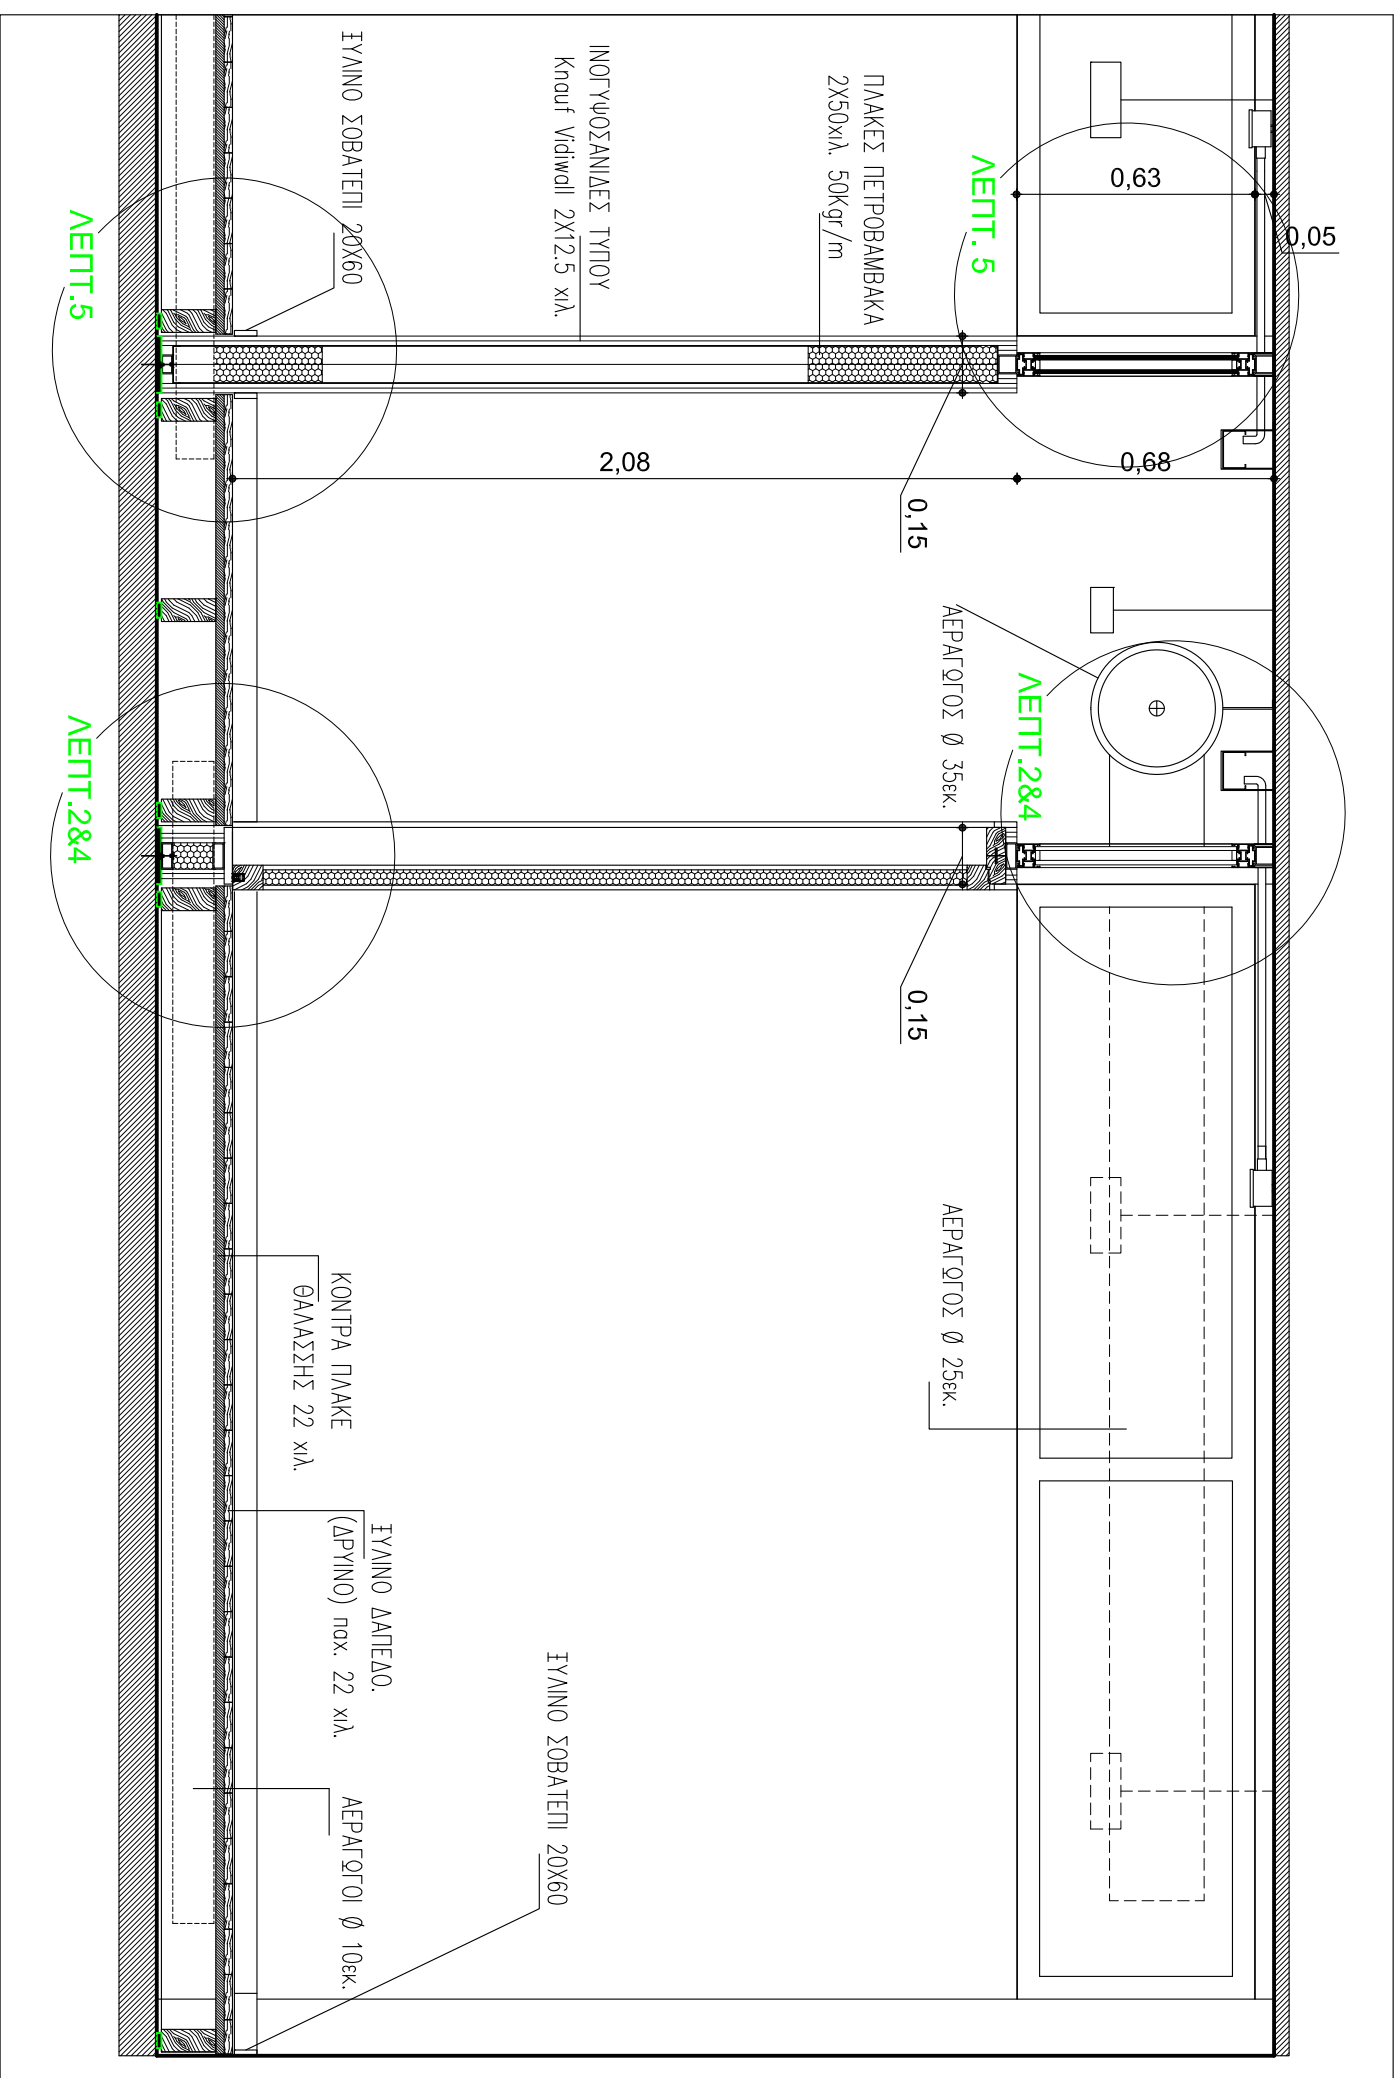 ΞΥΛΙΝΟ ΣΟΒΑΤΕΠΙ 20Χ60
ΙΝΟΓΥΨΟΣΑΝΙΔΕΣ ΤΥΠΟΥ
Knauf Vidiwall 2Χ12.5 χιλ.
ΠΛΑΚΕΣ ΠΕΤΡΟΒΑΜΒΑΚΑ
2Χ50χιλ. 50Kgr/m
ΛΕΠΤ. 5
0,63
0,05
ΛΕΠΤ.5
2,08
0,68
0,15
ΑΕΡΑΓΩΓΟΣ Ø 35εκ.
ΛΕΠΤ.2&4
ΛΕΠΤ.2&4
0,15
ΑΕΡΑΓΩΓΟΣ Ø 25εκ.
ΚΟΝΤΡΑ ΠΛΑΚΕ
ΘΑΛΑΣΣΗΣ 22 χιλ.
ΞΥΛΙΝΟ ΔΑΠΕΔΟ.
(ΔΡΥΙΝΟ) παχ. 22 χιλ.
ΞΥΛΙΝΟ ΣΟΒΑΤΕΠΙ 20Χ60
ΑΕΡΑΓΩΓΟΙ Ø 10εκ.